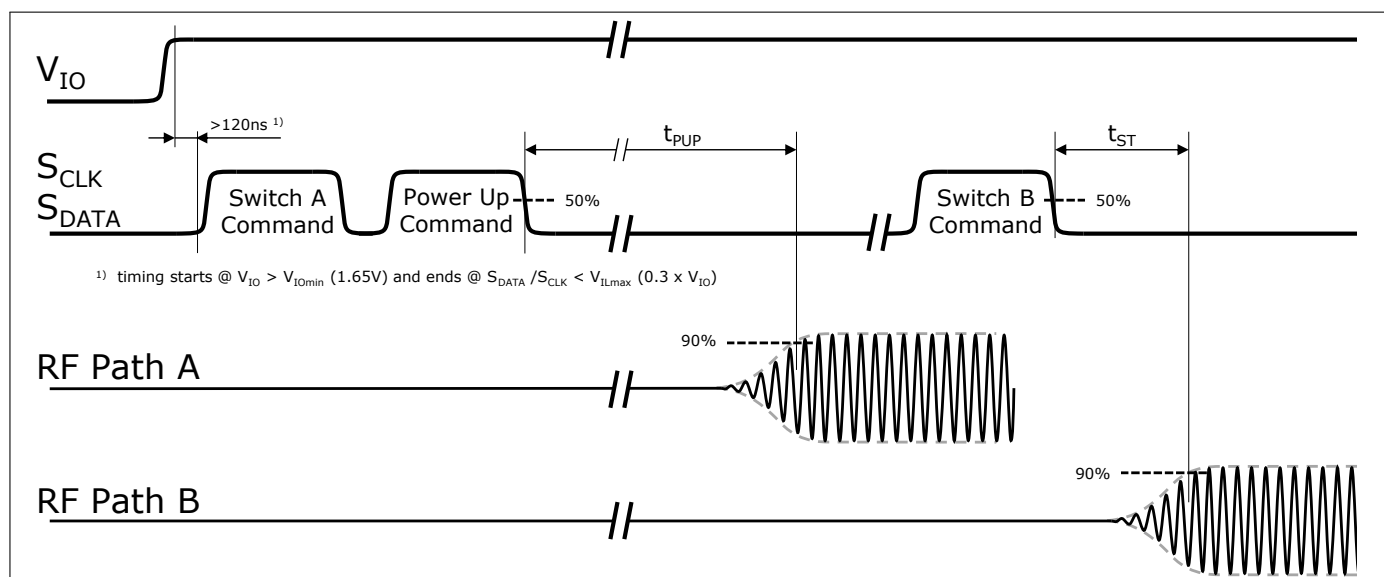 V_IO
>120ns 1)
t_PUP
t_ST
S_CLK
S_DATA
Switch A
Command
Power Up
Command
50%
Switch B
Command
50%
1) timing starts @ V_IO > V_IOmin (1.65V) and ends @ S_DATA /S_CLK < V_ILmax (0.3 x V_IO)
90%
RF Path A
90%
RF Path B